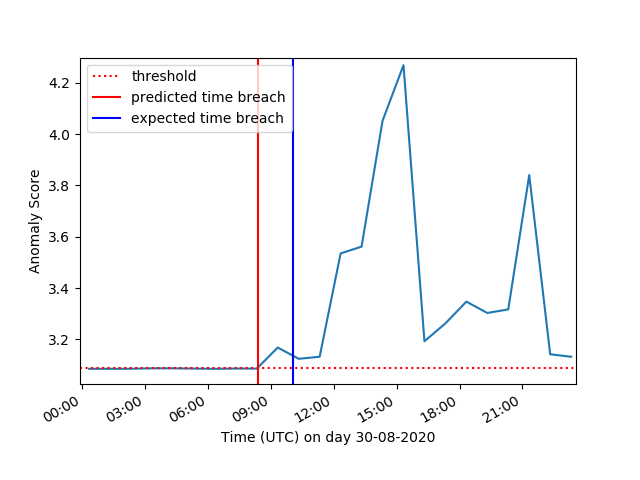 threshold
predicted time breach
expected time breach
4.2
4.0
3.8
3.6
3.4
3.2
Anomaly Score
00:00
03:00
06:00
09:00
12:00
15:00
18:00
21:00
Time (UTC) on day 30-08-2020